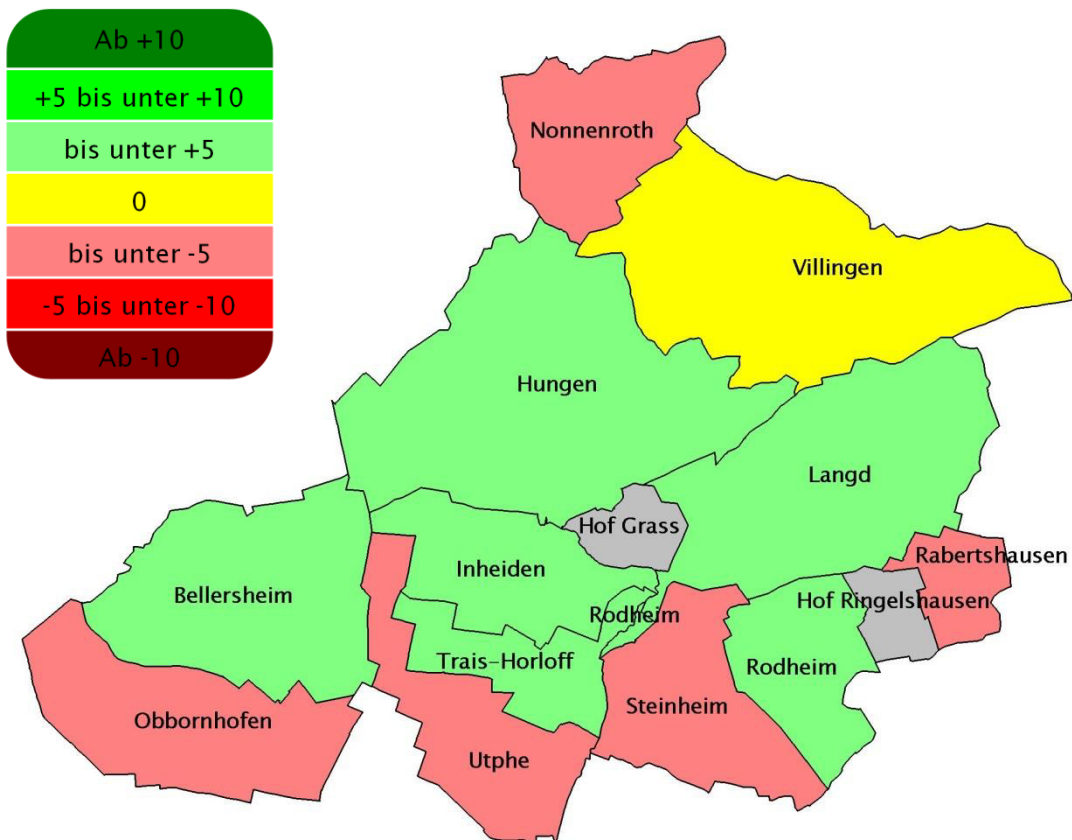 Ab +10
+5 bis unter +10
bis unter +5
0
bis unter -5
-5 bis unter -10
Ab -10
Nonnenroth
Villingen
Hungen
Langd
Hof Grass
Rabertshausen
Inheiden
Bellersheim
Hof Ringelshausen
Rodheim
Trais-Horloff
Rodheim
Steinheim
Obbornhofen
Utphe